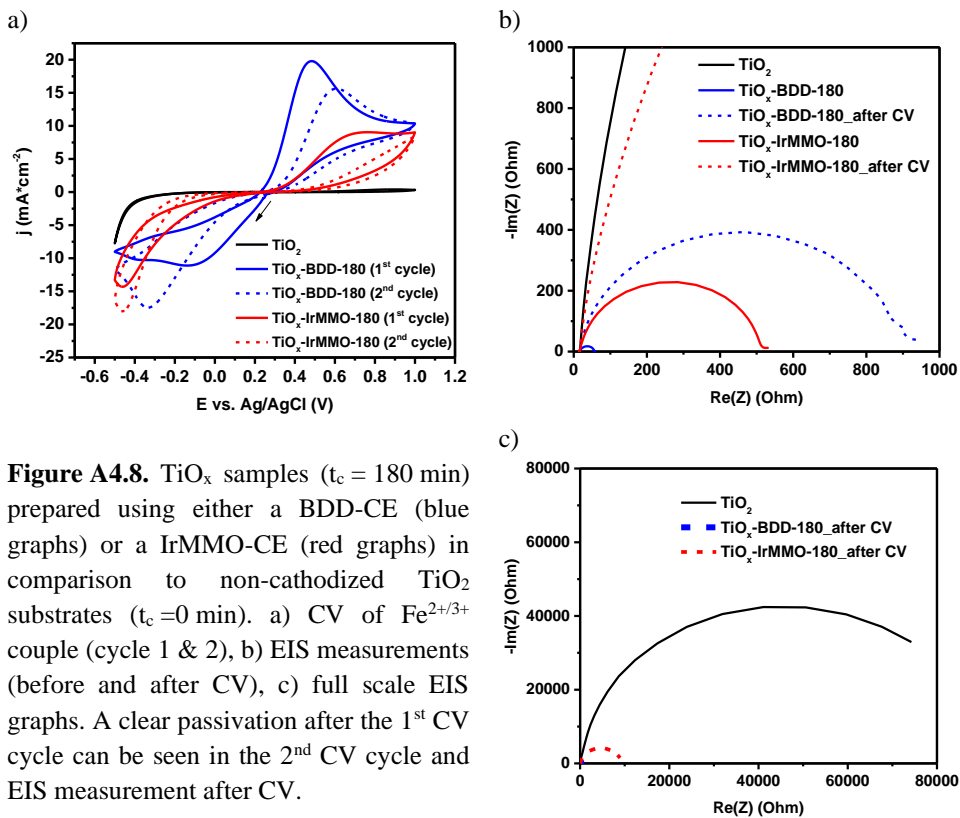 a)
20
15
10
5
0
-5
-10
-15
-20
-25
j (mA*cm⁻²)
TiO₂
TiOₓ-BDD-180 (1ˢᵗ cycle)
TiOₓ-BDD-180 (2ⁿᵈ cycle)
TiOₓ-IrMMO-180 (1ˢᵗ cycle)
TiOₓ-IrMMO-180 (2ⁿᵈ cycle)
-0.6 -0.4 -0.2 0.0 0.2 0.4 0.6 0.8 1.0 1.2
E vs. Ag/AgCl (V)
b)
1000
800
600
400
200
0
-Im(Z) (Ohm)
TiO₂
TiOₓ-BDD-180
TiOₓ-BDD-180_after CV
TiOₓ-IrMMO-180
TiOₓ-IrMMO-180_after CV
0 200 400 600 800 1000
Re(Z) (Ohm)
Figure A4.8. TiOₓ samples (t꜀ = 180 min)
prepared using either a BDD-CE (blue
graphs) or a IrMMO-CE (red graphs) in
comparison to non-cathodized TiO₂
substrates (t꜀ =0 min). a) CV of Fe²⁺ᐟ³⁺
couple (cycle 1 & 2), b) EIS measurements
(before and after CV), c) full scale EIS
graphs. A clear passivation after the 1ˢᵗ CV
cycle can be seen in the 2ⁿᵈ CV cycle and
EIS measurement after CV.
c)
80000
60000
40000
20000
0
-Im(Z) (Ohm)
TiO₂
TiOₓ-BDD-180_after CV
TiOₓ-IrMMO-180_after CV
0 20000 40000 60000 80000
Re(Z) (Ohm)